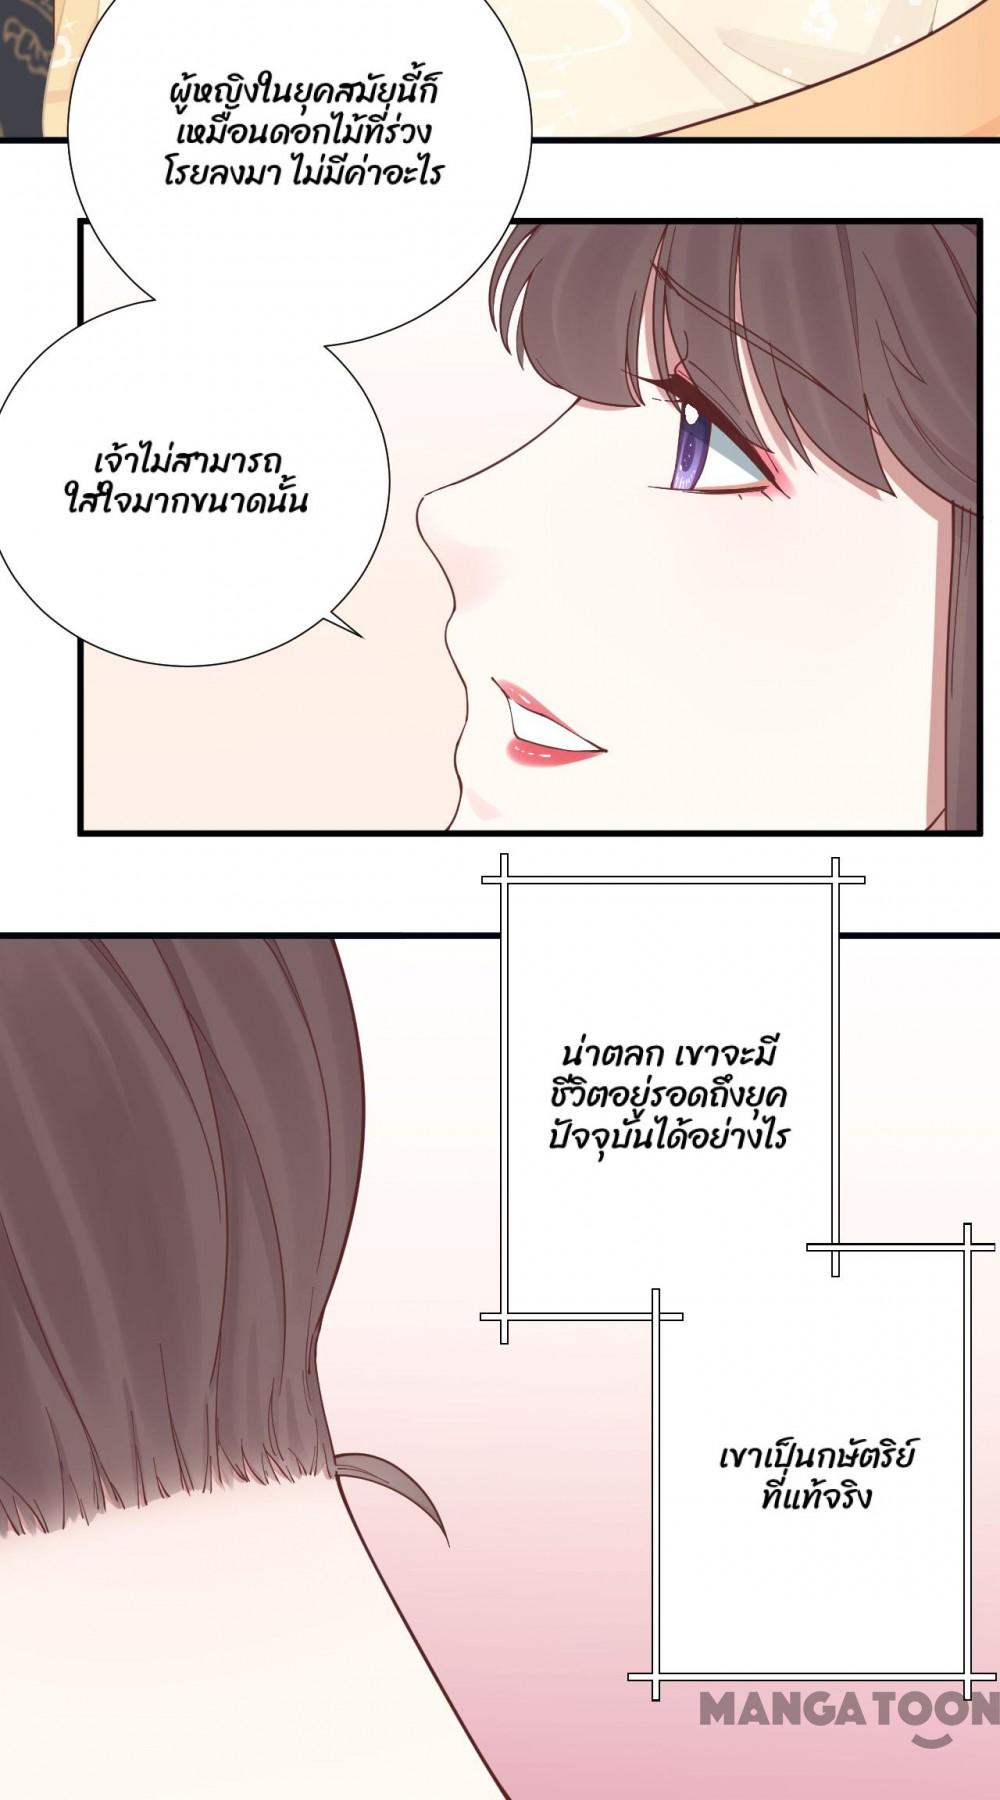 ผู้หญิงในยุคสมัยนี้ก็
เหมือนดอกไม้ที่ร่วง
โรยลงมา ไม่มีค่าอะไร
เจ้าไม่สามารถ
ใส่ใจมากขนาดนั้น
น่าตลก เขาจะมี
ชีวิตอยู่รอดถึงยุค
ปัจจุบันได้อย่างไร
เขาเป็นกษัตริย์
ที่แท้จริง
MANGATOON